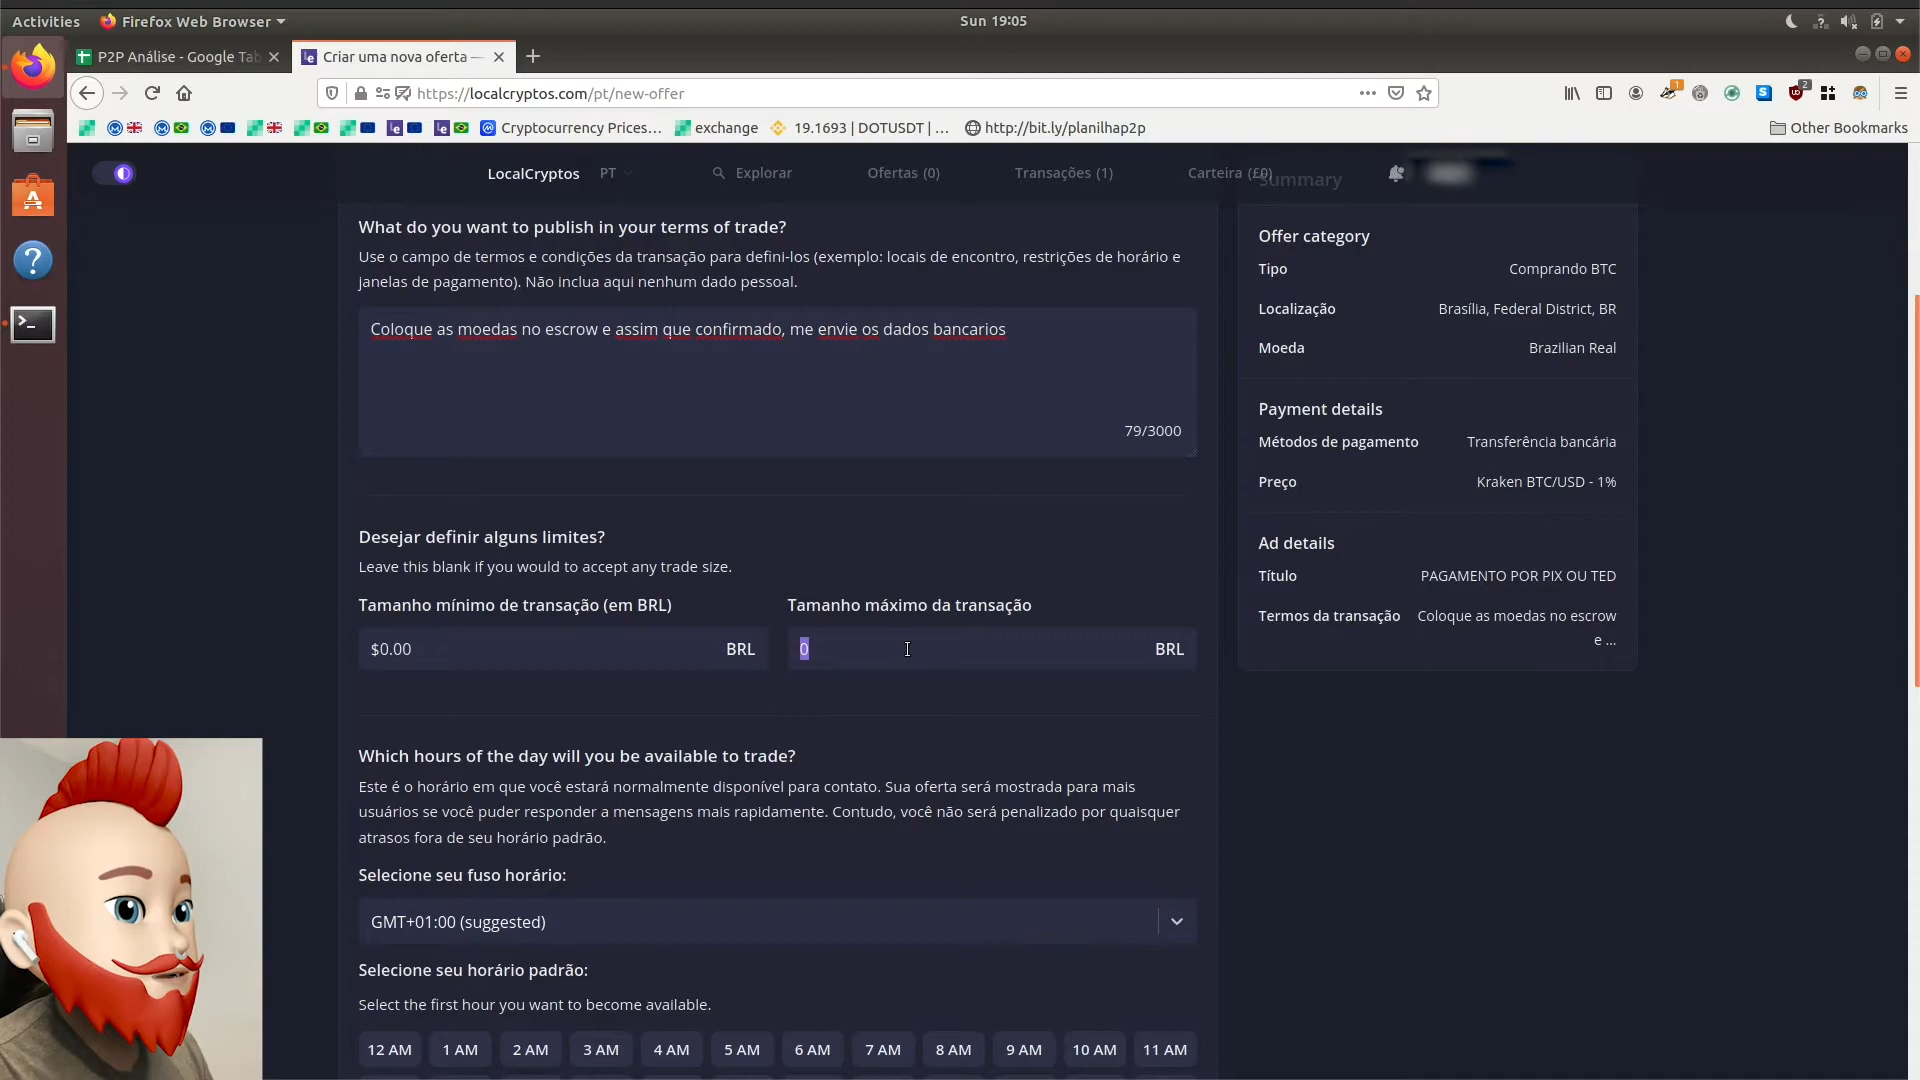 Activities
Firefox Web Browser
Sun 19:05
P2P Análise - Google Tab
Criar uma nova oferta —
https://localcryptos.com/pt/new-offer
1
2
Cryptocurrency Prices...
exchange
19.1693 | DOTUSDT | ...
http://bit.ly/planilhap2p
Other Bookmarks
LocalCryptos
PT
Explorar
Ofertas (0)
Transações (1)
Carteira (£0)
Summary
What do you want to publish in your terms of trade?
Use o campo de termos e condições da transação para defini-los (exemplo: locais de encontro, restrições de horário e
janelas de pagamento). Não inclua aqui nenhum dado pessoal.
Coloque as moedas no escrow e assim que confirmado, me envie os dados bancarios
79/3000
Desejar definir alguns limites?
Leave this blank if you would to accept any trade size.
Tamanho mínimo de transação (em BRL)
Tamanho máximo da transação
$0.00
BRL
0
BRL
Which hours of the day will you be available to trade?
Este é o horário em que você estará normalmente disponível para contato. Sua oferta será mostrada para mais
usuários se você puder responder a mensagens mais rapidamente. Contudo, você não será penalizado por quaisquer
atrasos fora de seu horário padrão.
Selecione seu fuso horário:
GMT+01:00 (suggested)
Selecione seu horário padrão:
Select the first hour you want to become available.
12 AM
1 AM
2 AM
3 AM
4 AM
5 AM
6 AM
7 AM
8 AM
9 AM
10 AM
11 AM
Offer category
Tipo
Comprando BTC
Localização
Brasília, Federal District, BR
Moeda
Brazilian Real
Payment details
Métodos de pagamento
Transferência bancária
Preço
Kraken BTC/USD - 1%
Ad details
Título
PAGAMENTO POR PIX OU TED
Termos da transação
Coloque as moedas no escrow
e ...